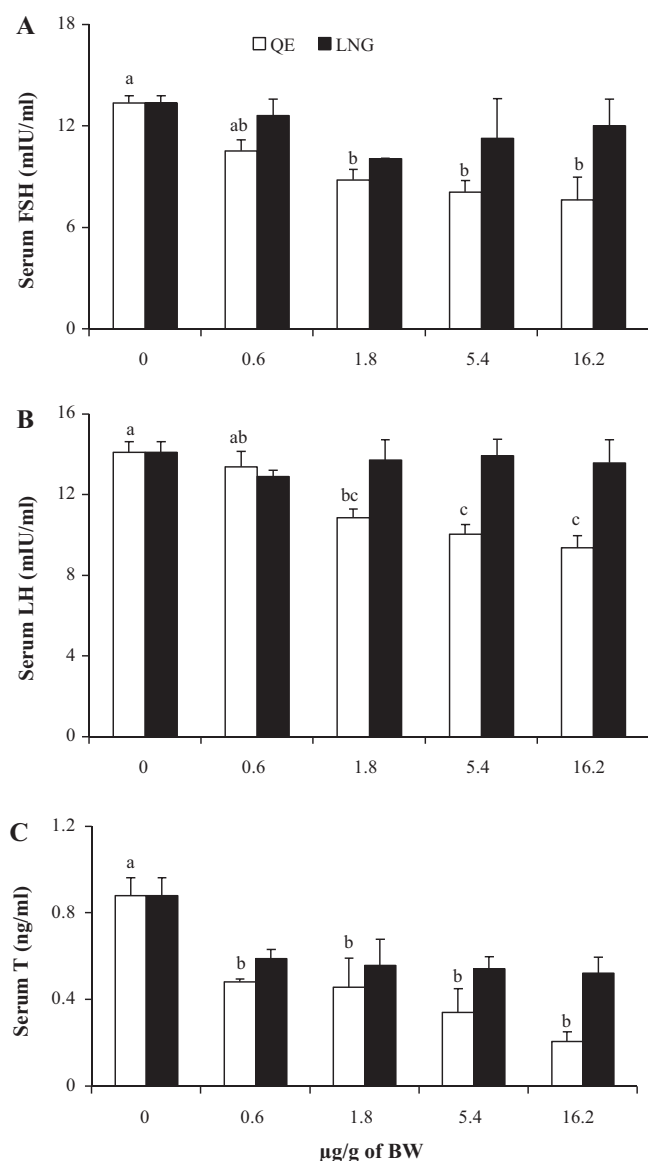 A
18
QE LNG
a
ab
b
b
b
12
6
0
Serum FSH (mIU/ml)
0 0.6 1.8 5.4 16.2
B
16
a
ab
bc
c
c
12
8
4
0
Serum LH (mIU/ml)
0 0.6 1.8 5.4 16.2
C
1.2
a
b
b
b
b
0.8
0.4
0
Serum T (ng/ml)
0 0.6 1.8 5.4 16.2
µg/g of BW